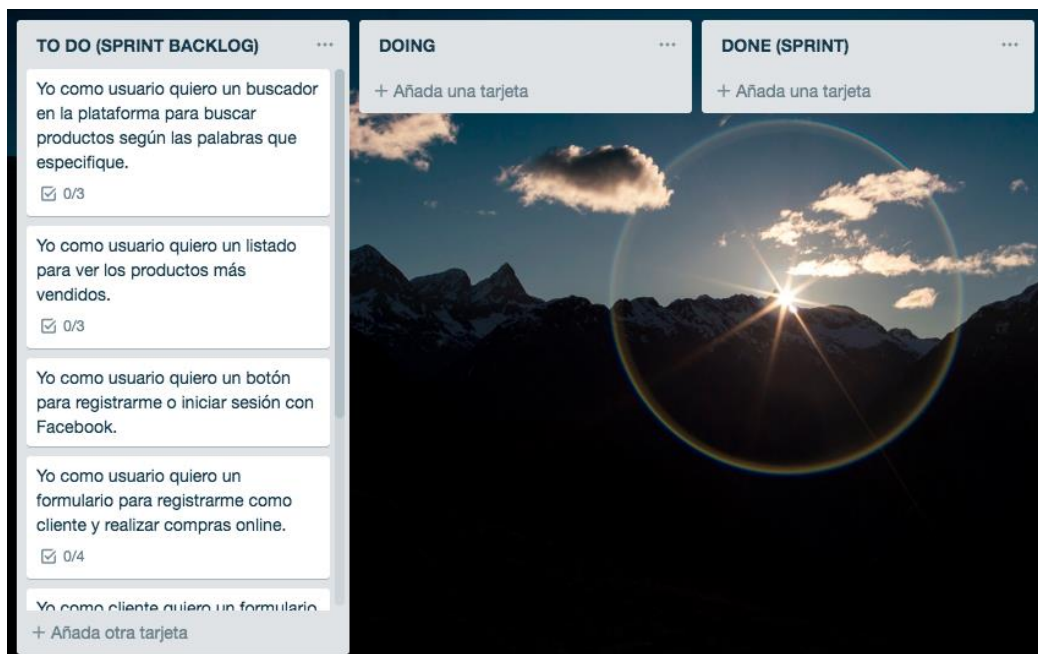 TO DO (SPRINT BACKLOG)
Yo como usuario quiero un buscador
en la plataforma para buscar
productos según las palabras que
especifique.
0/3
Yo como usuario quiero un listado
para ver los productos más
vendidos.
0/3
Yo como usuario quiero un botón
para registrarme o iniciar sesión con
Facebook.
Yo como usuario quiero un
formulario para registrarme como
cliente y realizar compras online.
0/4
Yo como cliente quiero un formulario
+ Añada otra tarjeta
DOING
+ Añada una tarjeta
DONE (SPRINT)
+ Añada una tarjeta